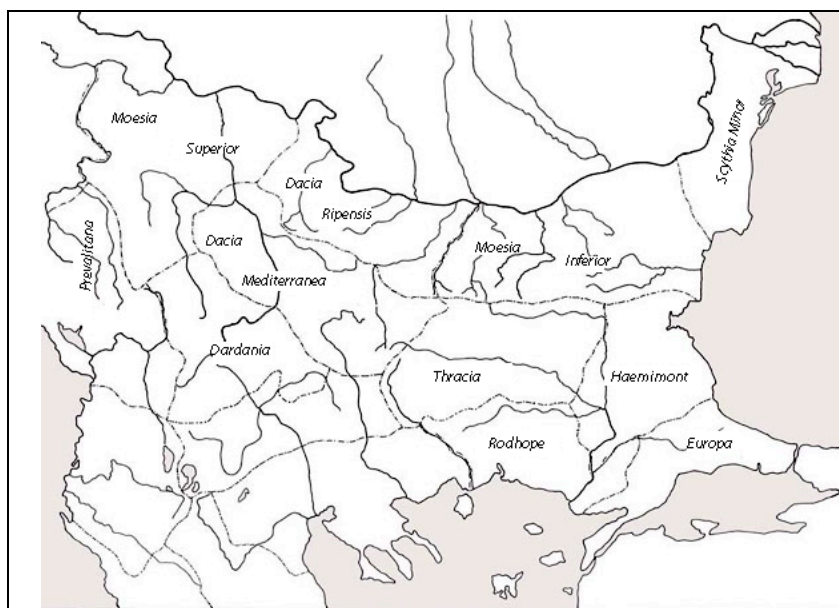 Moesia
Superior
Scythia Minor
Dacia
Ripensis
Prevalitana
Dacia
Mediterranea
Moesia
Inferior
Dardania
Thracia
Haemimont
Rodhope
Europa